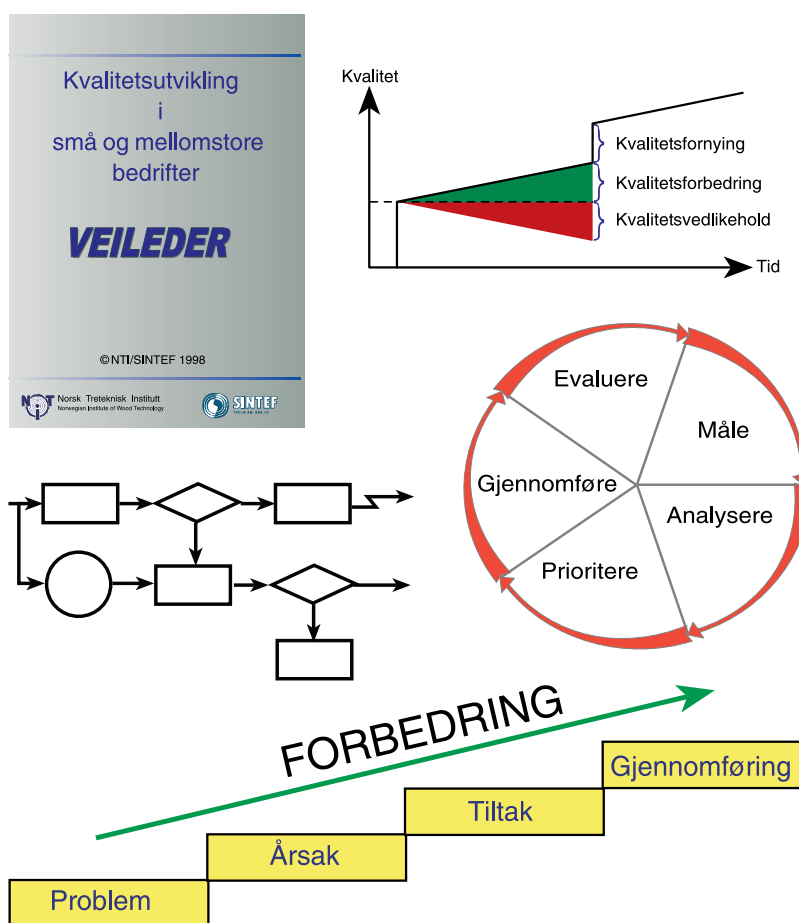 Kvalitetsutvikling
i
små og mellomstore
bedrifter
VEILEDER
© NTI/SINTEF 1998
Norsk Treteknisk Institutt
Norwegian Institute of Wood Technology
SINTEF
Kvalitet
Kvalitetsfornying
Kvalitetsforbedring
Kvalitetsvedlikehold
Tid
Evaluere
Måle
Gjennomføre
Analysere
Prioritere
FORBEDRING
Gjennomføring
Tiltak
Årsak
Problem